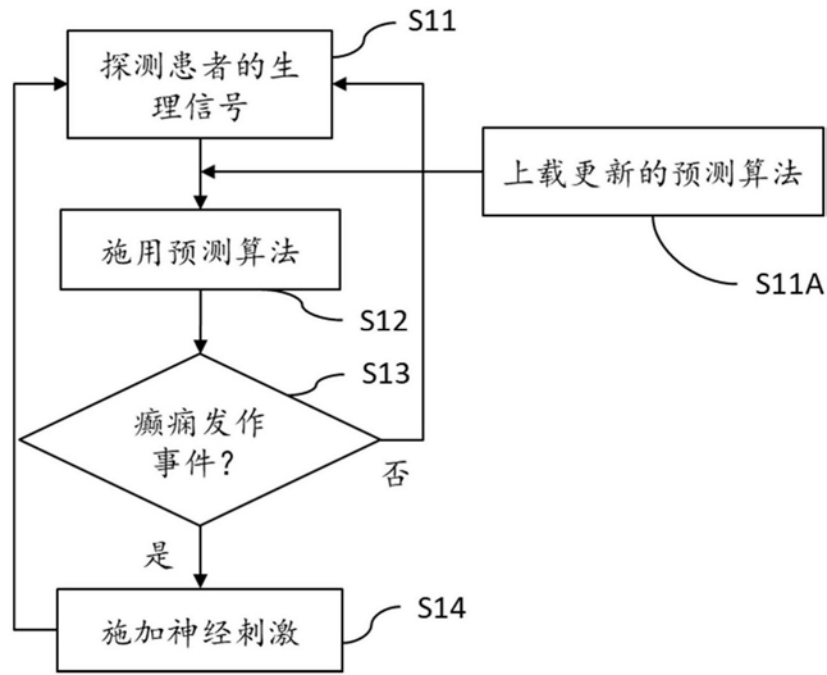 S11
探测患者的生
理信号
上载更新的预测算法
S11A
施用预测算法
S12
S13
癫痫发作
事件?
否
是
施加神经刺激
S14